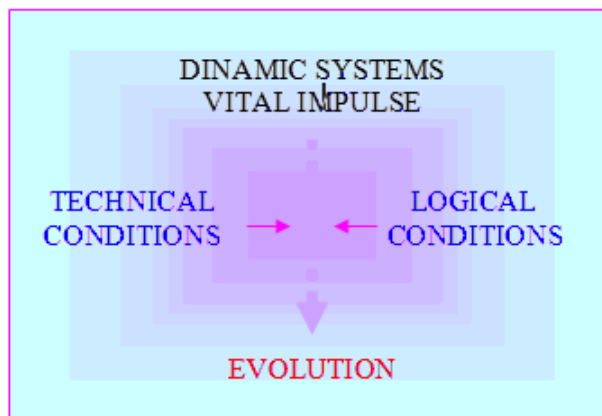 DINAMIC SYSTEMS
VITAL IMPULSE
TECHNICAL
CONDITIONS
LOGICAL
CONDITIONS
EVOLUTION